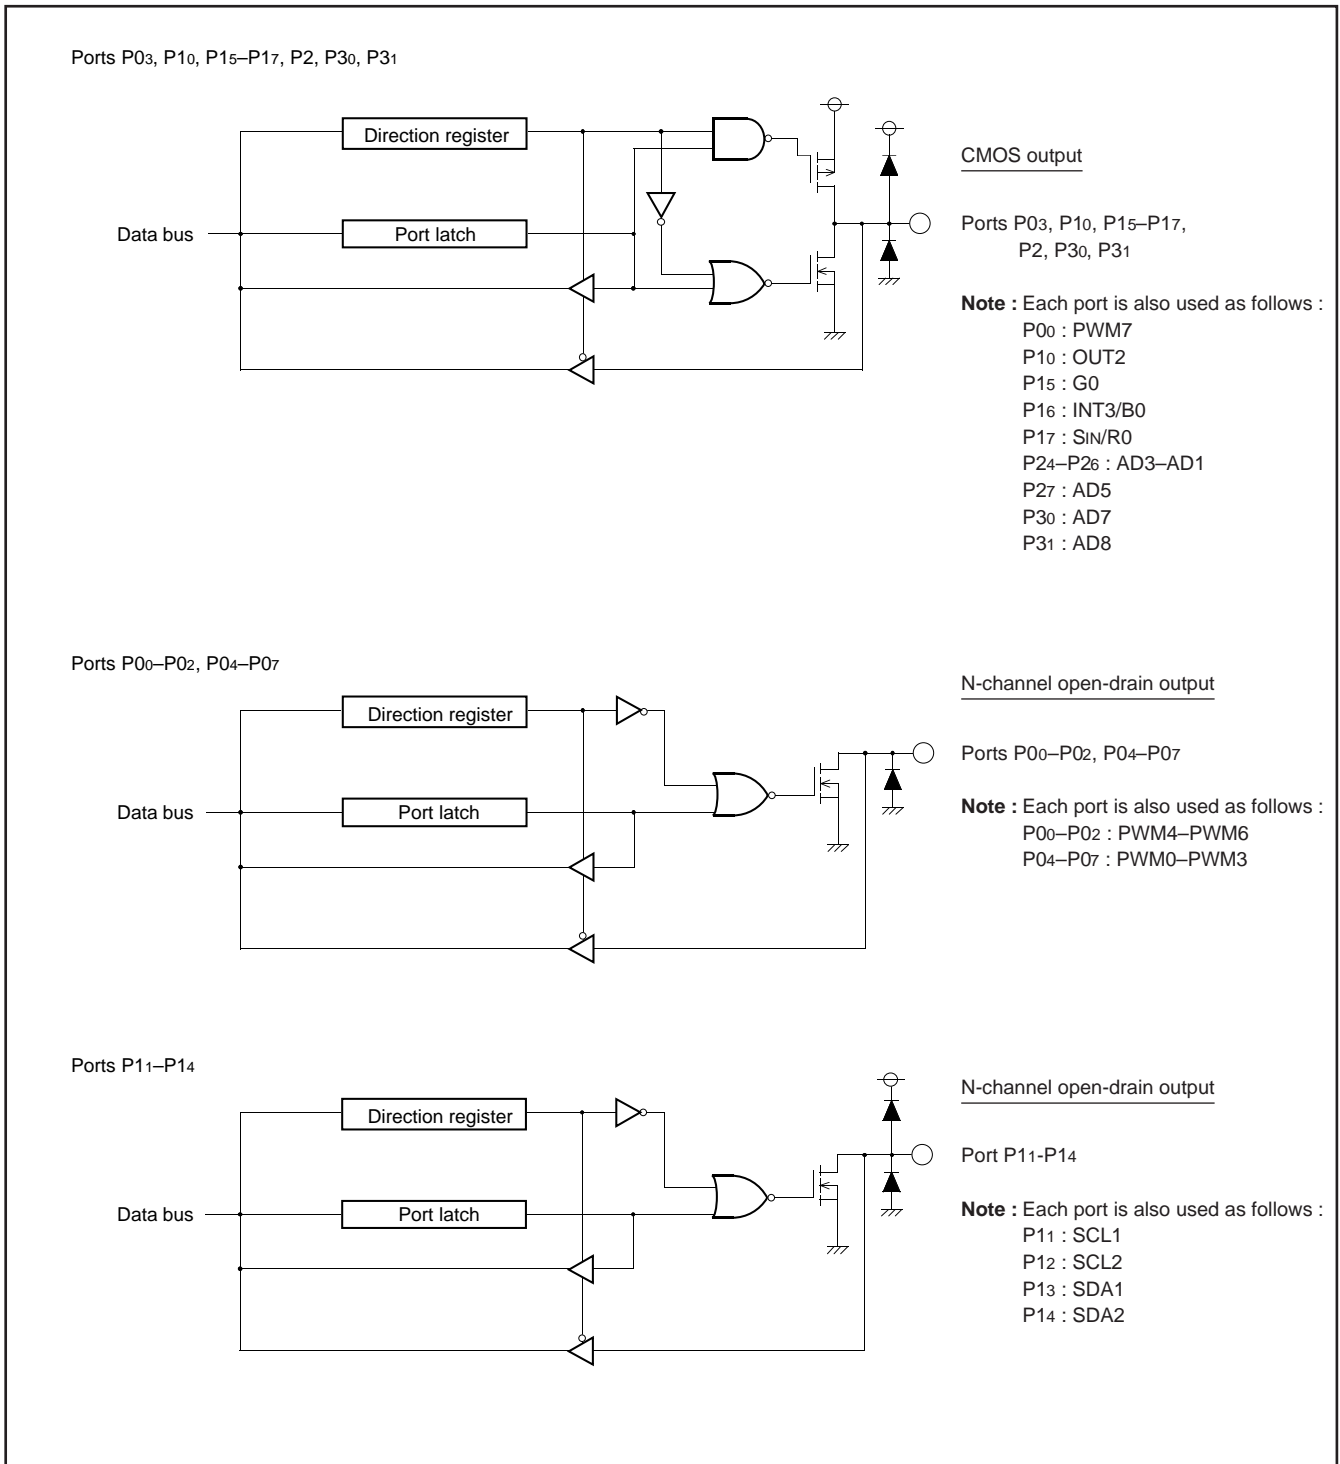 Ports P03, P10, P15–P17, P2, P30, P31
Direction register
CMOS output
Data bus
Port latch
Ports P03, P10, P15–P17,
P2, P30, P31
Note : Each port is also used as follows :
P00 : PWM7
P10 : OUT2
P15 : G0
P16 : INT3/B0
P17 : SIN/R0
P24–P26 : AD3–AD1
P27 : AD5
P30 : AD7
P31 : AD8
Ports P00–P02, P04–P07
N-channel open-drain output
Direction register
Ports P00–P02, P04–P07
Data bus
Port latch
Note : Each port is also used as follows :
P00–P02 : PWM4–PWM6
P04–P07 : PWM0–PWM3
Ports P11–P14
N-channel open-drain output
Direction register
Port P11-P14
Data bus
Port latch
Note : Each port is also used as follows :
P11 : SCL1
P12 : SCL2
P13 : SDA1
P14 : SDA2